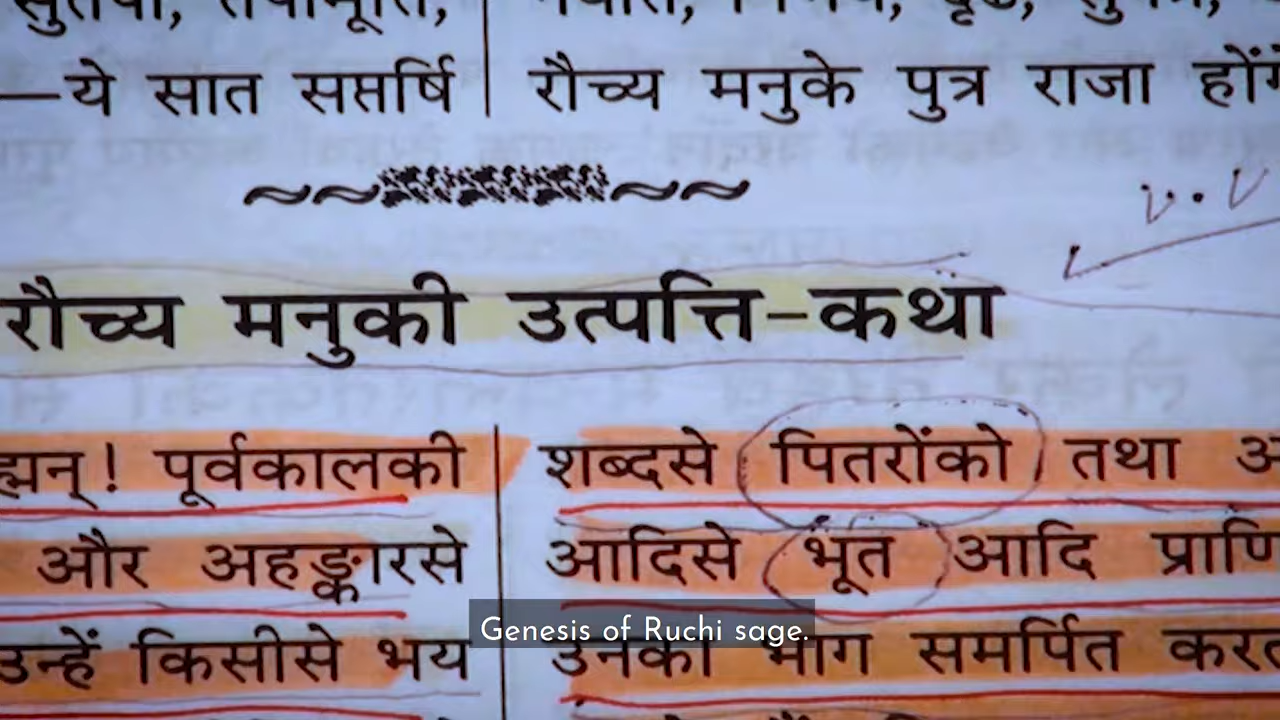 सुतपा,
—ये सात सप्तर्षि
रौच्य मनुके पुत्र राजा
रौच्य मनुकी उत्पत्ति-कथा
पूर्वकालकी
और अहङ्कारसे
उन्हें किसीसे भय
शब्दसे पितरोंको तथा
आदिसे भूत आदि
उनका भाग समर्पित
Genesis of Ruchi sage.